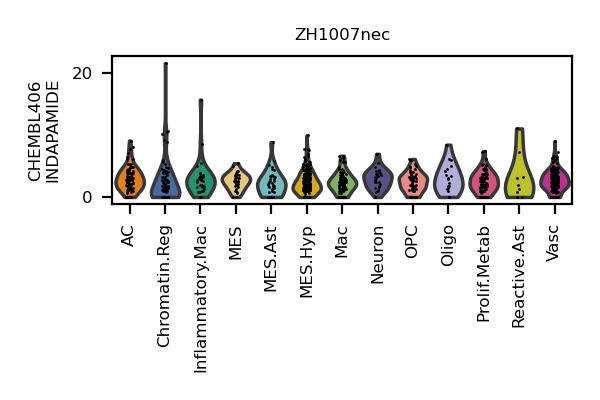 ZH1007nec
CHEMBL406
INDAPAMIDE
20
0
AC
Chromatin.Reg
Inflammatory.Mac
MES
MES.Ast
MES.Hyp
Mac
Neuron
OPC
Oligo
Prolif.Metab
Reactive.Ast
Vasc